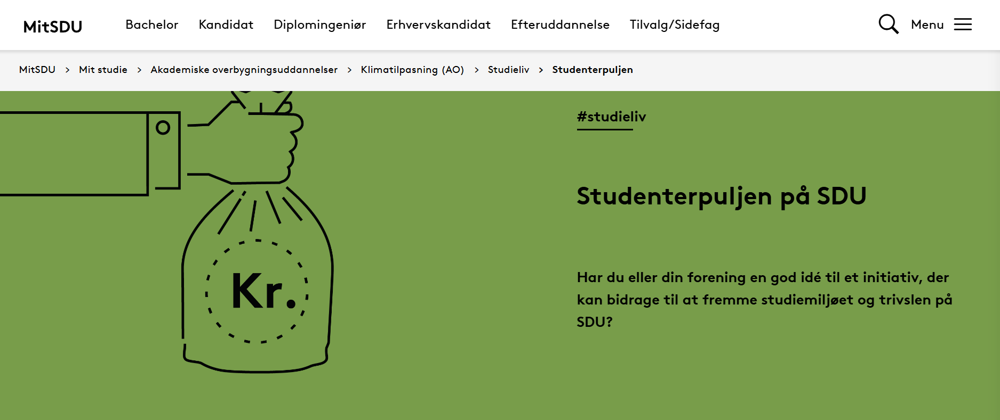 MitSDU Bachelor Kandidat Diplomingeniør Erhvervskandidat Efteruddannelse Tilvalg/Sidefag Menu
MitSDU > Mit studie > Akademiske overbygningsuddannelser > Klimatilpasning (AO) > Studieliv > Studenterpuljen
#studieliv
Studenterpuljen på SDU
Har du eller din forening en god idé til et initiativ, der
kan bidrage til at fremme studiemiljøet og trivslen på
SDU?
Kr.